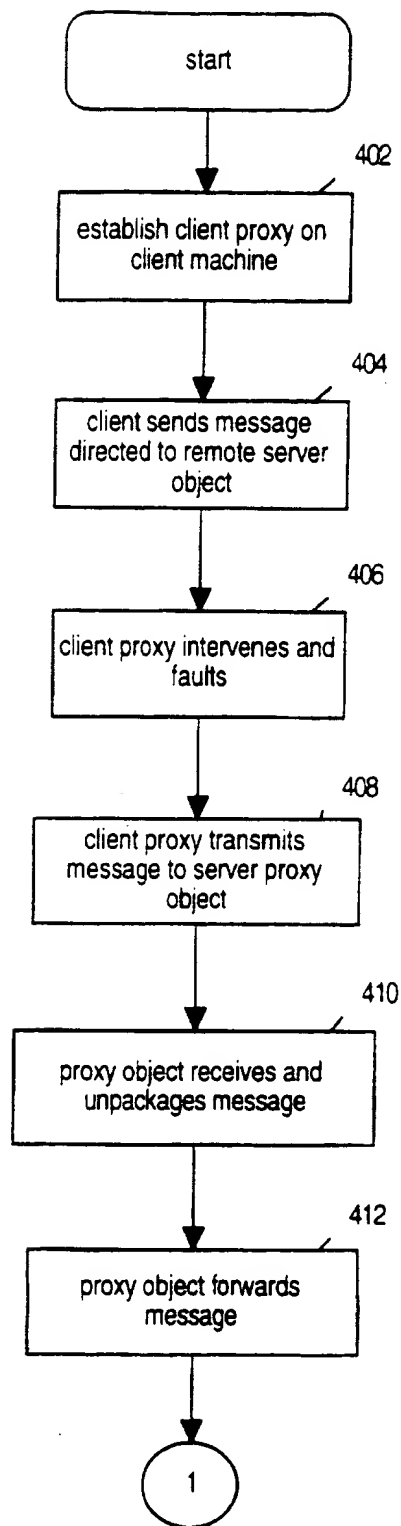 start
402
establish client proxy on
client machine
404
client sends message
directed to remote server
object
406
client proxy intervenes and
faults
408
client proxy transmits
message to server proxy
object
410
proxy object receives and
unpackages message
412
proxy object forwards
message
1